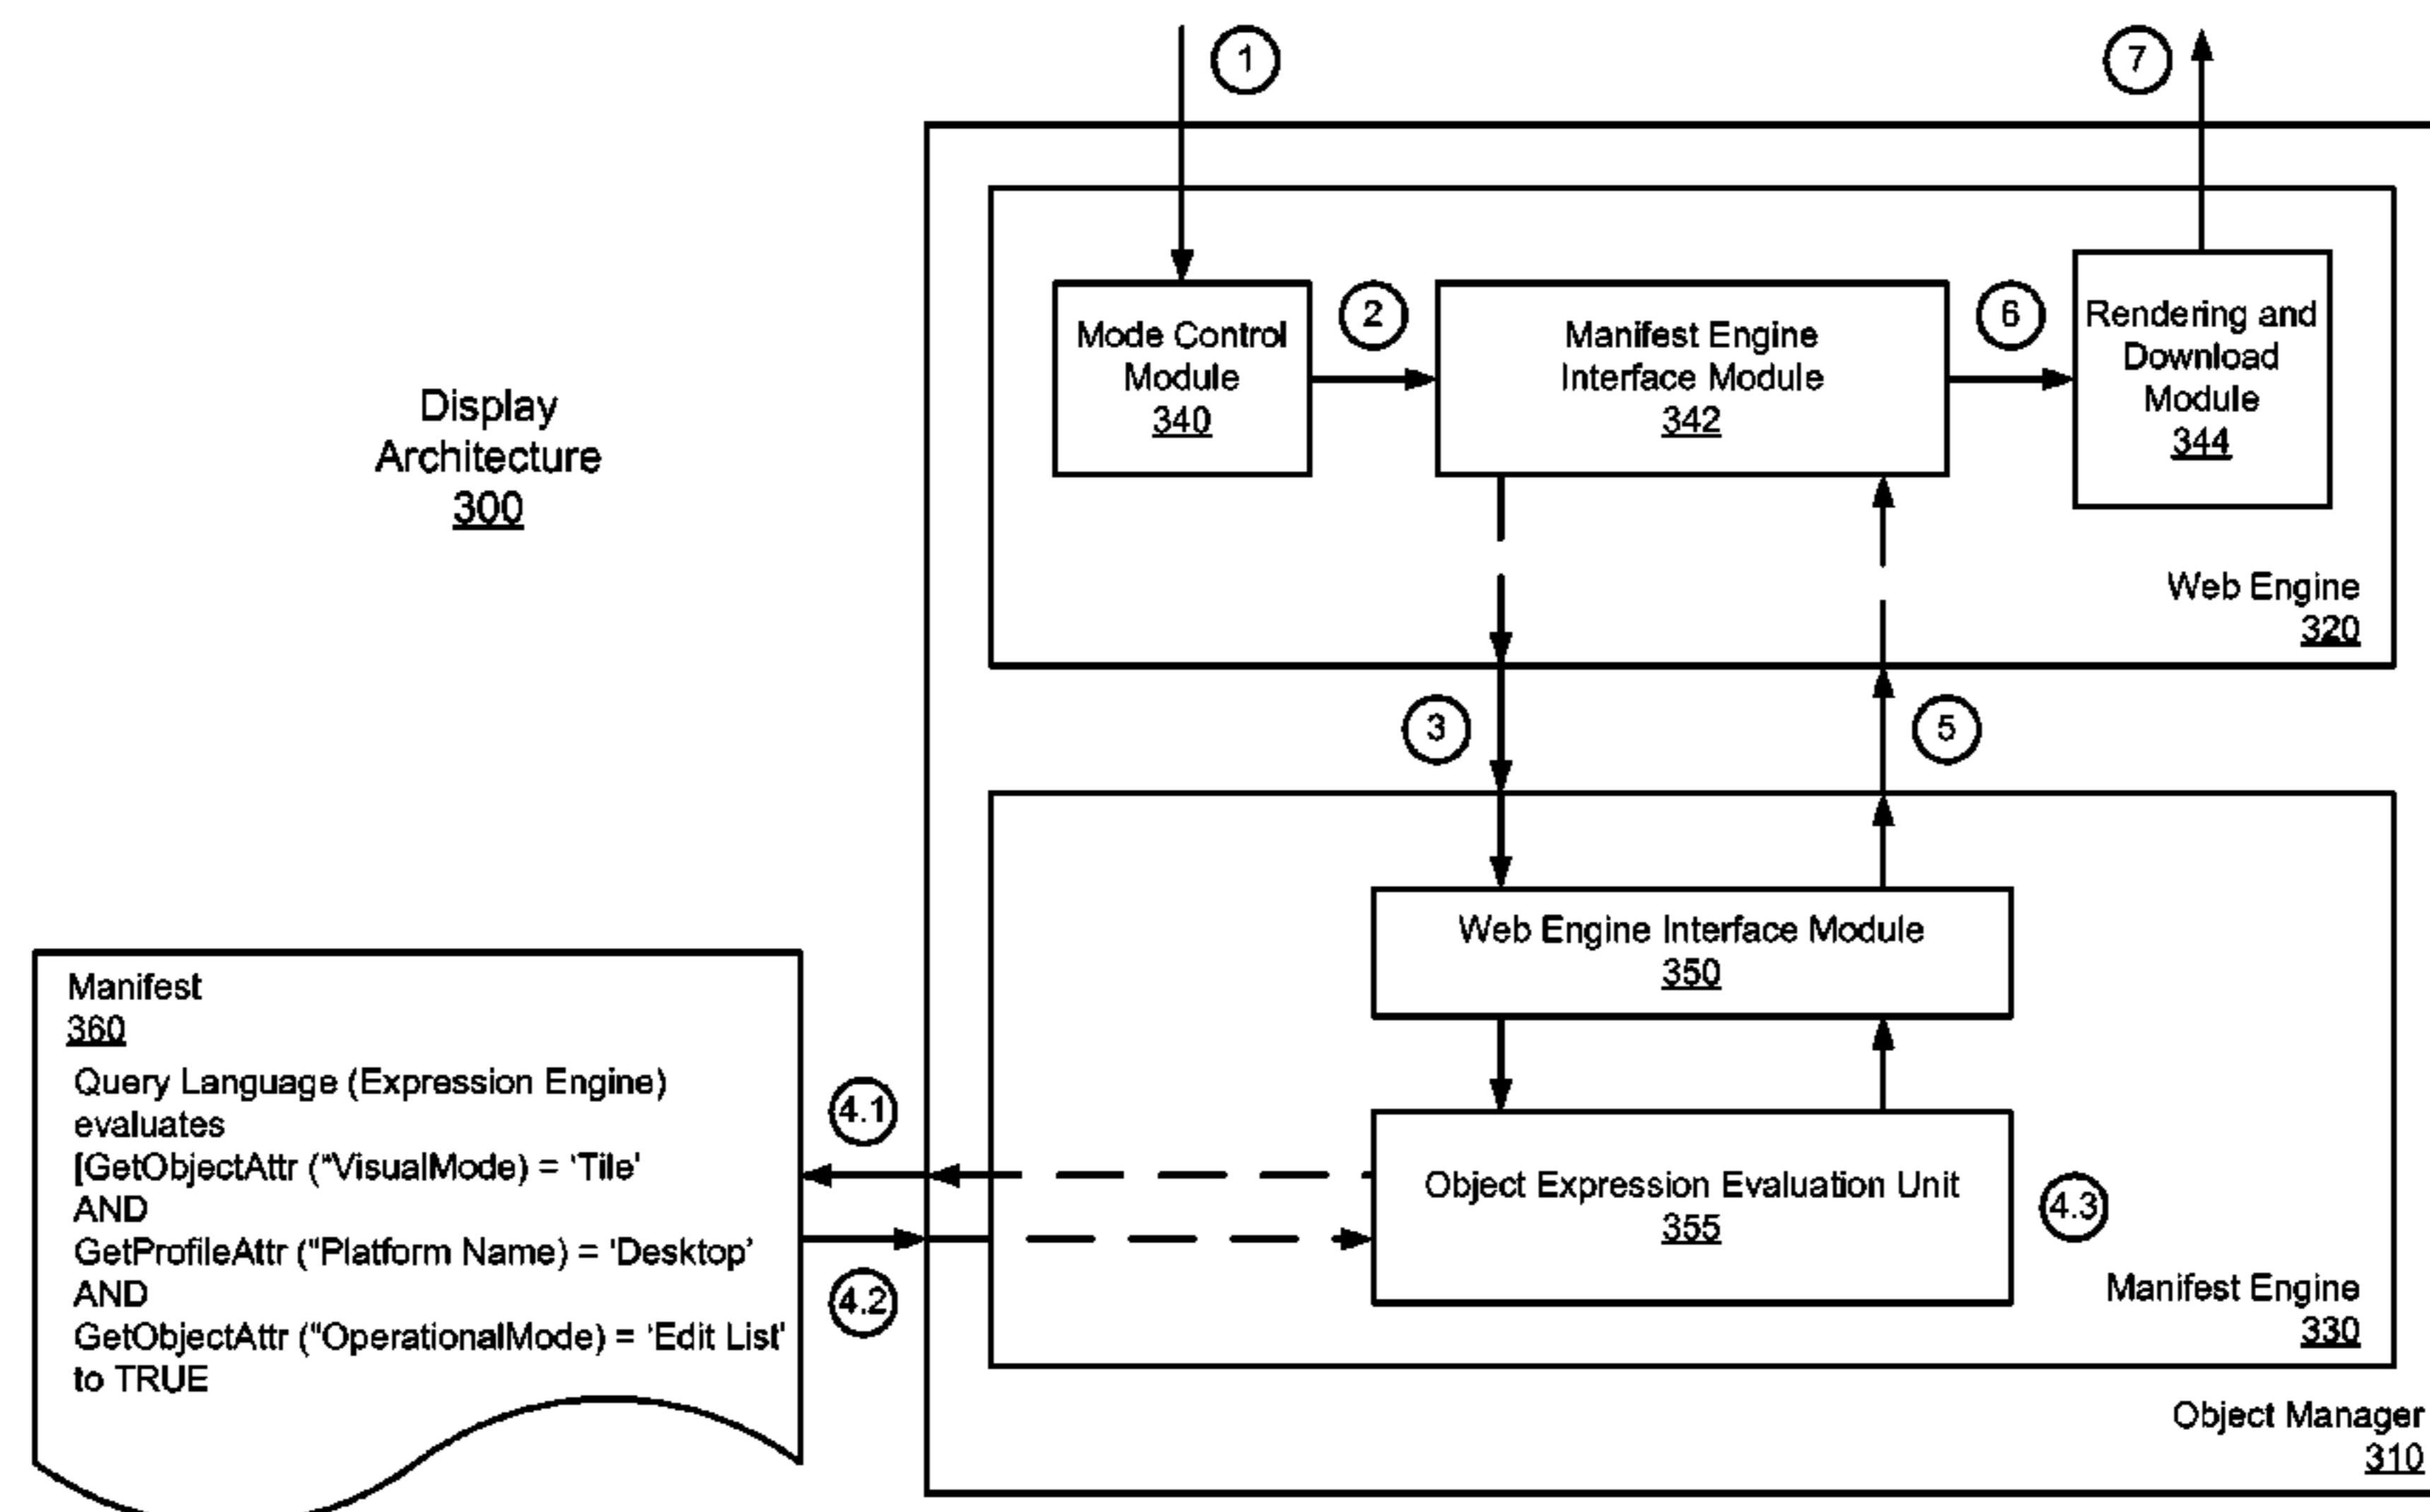 1
7
Mode Control
Module
340
2
Manifest Engine
Interface Module
342
6
Rendering and
Download
Module
344
Display
Architecture
300
Web Engine
320
3
5
Web Engine Interface Module
350
Manifest
360
Query Language (Expression Engine)
evaluates
[GetObjectAttr ("VisualMode) = 'Tile'
AND
GetProfileAttr ("Platform Name) = 'Desktop'
AND
GetObjectAttr ("OperationalMode) = 'Edit List'
to TRUE
4.1
4.2
Object Expression Evaluation Unit
355
4.3
Manifest Engine
330
Object Manager
310